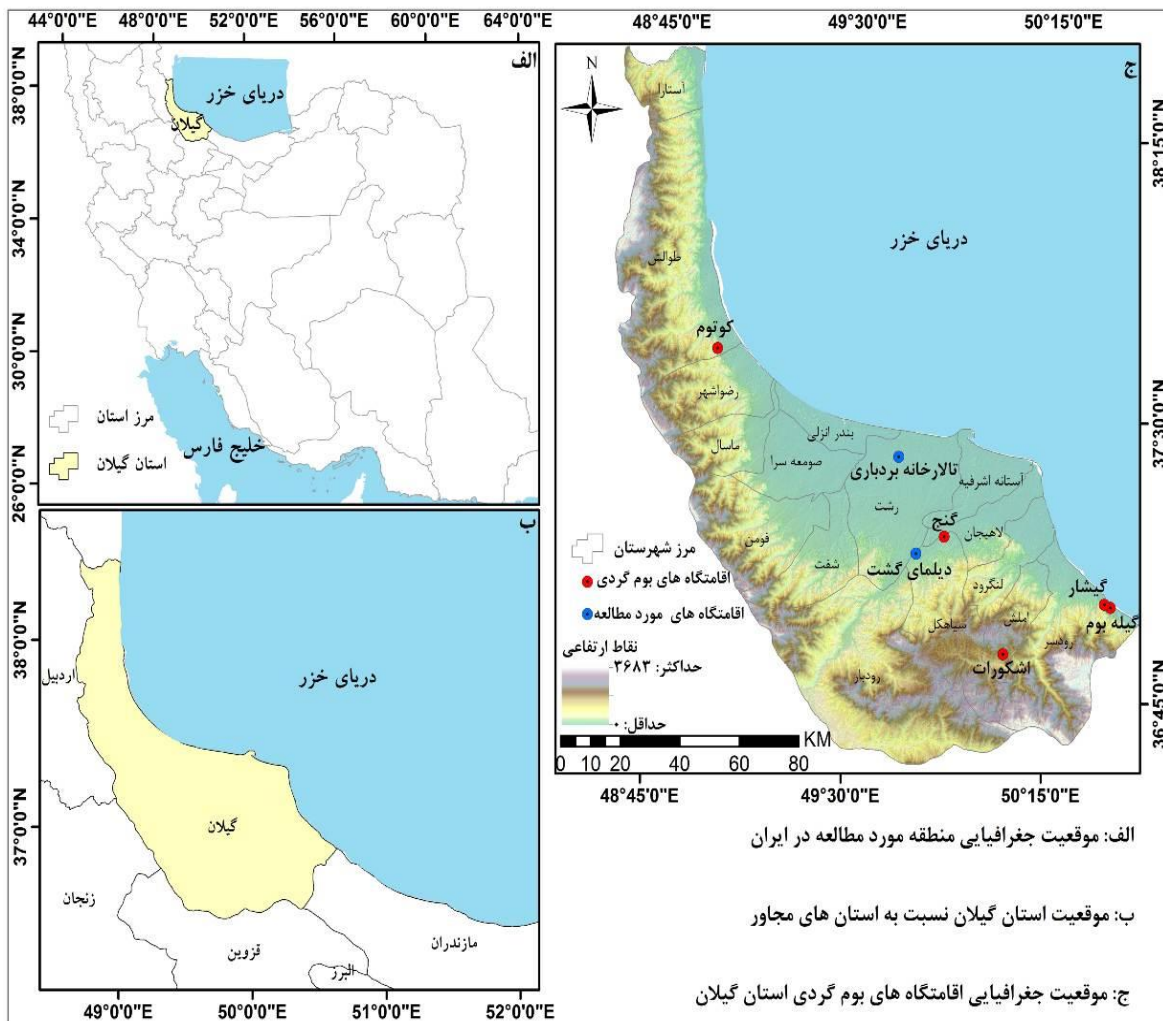 44°0'0"E 48°0'0"E 52°0'0"E 56°0'0"E 60°0'0"E 64°0'0"E
الف
38°0'0"N
34°0'0"N
30°0'0"N
26°0'0"N
دریای خزر
گیلان
خلیج فارس
مرز استان
استان گیلان
ب
38°0'0"N
37°0'0"N
دریای خزر
اردبیل
گیلان
زنجان
قزوین
البرز
مازندران
49°0'0"E 50°0'0"E 51°0'0"E 52°0'0"E
48°45'0"E 49°30'0"E 50°15'0"E
ج
N
38°15'0"N
37°30'0"N
36°45'0"N
آستارا
دریای خزر
طوالش
کوتوم
رضوانشهر
ماسال
بندر انزلی
صومعه سرا
تالارخانه بردباری
آستانه اشرفیه
رشت
گنج
لاهیجان
فومن
شفت
دیلمای گشت
لنگرود
گیشار
گیله بوم
سیاهکل
املش
رودسر
اشکورات
رودبار
مرز شهرستان
اقامتگاه های بوم گردی
اقامتگاه های مورد مطالعه
نقاط ارتفاعی
حداکثر: ۳۶۸۳
حداقل: ۰
KM
0 10 20 40 60 80
48°45'0"E 49°30'0"E 50°15'0"E
الف: موقعیت جغرافیایی منطقه مورد مطالعه در ایران
ب: موقعیت استان گیلان نسبت به استان های مجاور
ج: موقعیت جغرافیایی اقامتگاه های بوم گردی استان گیلان